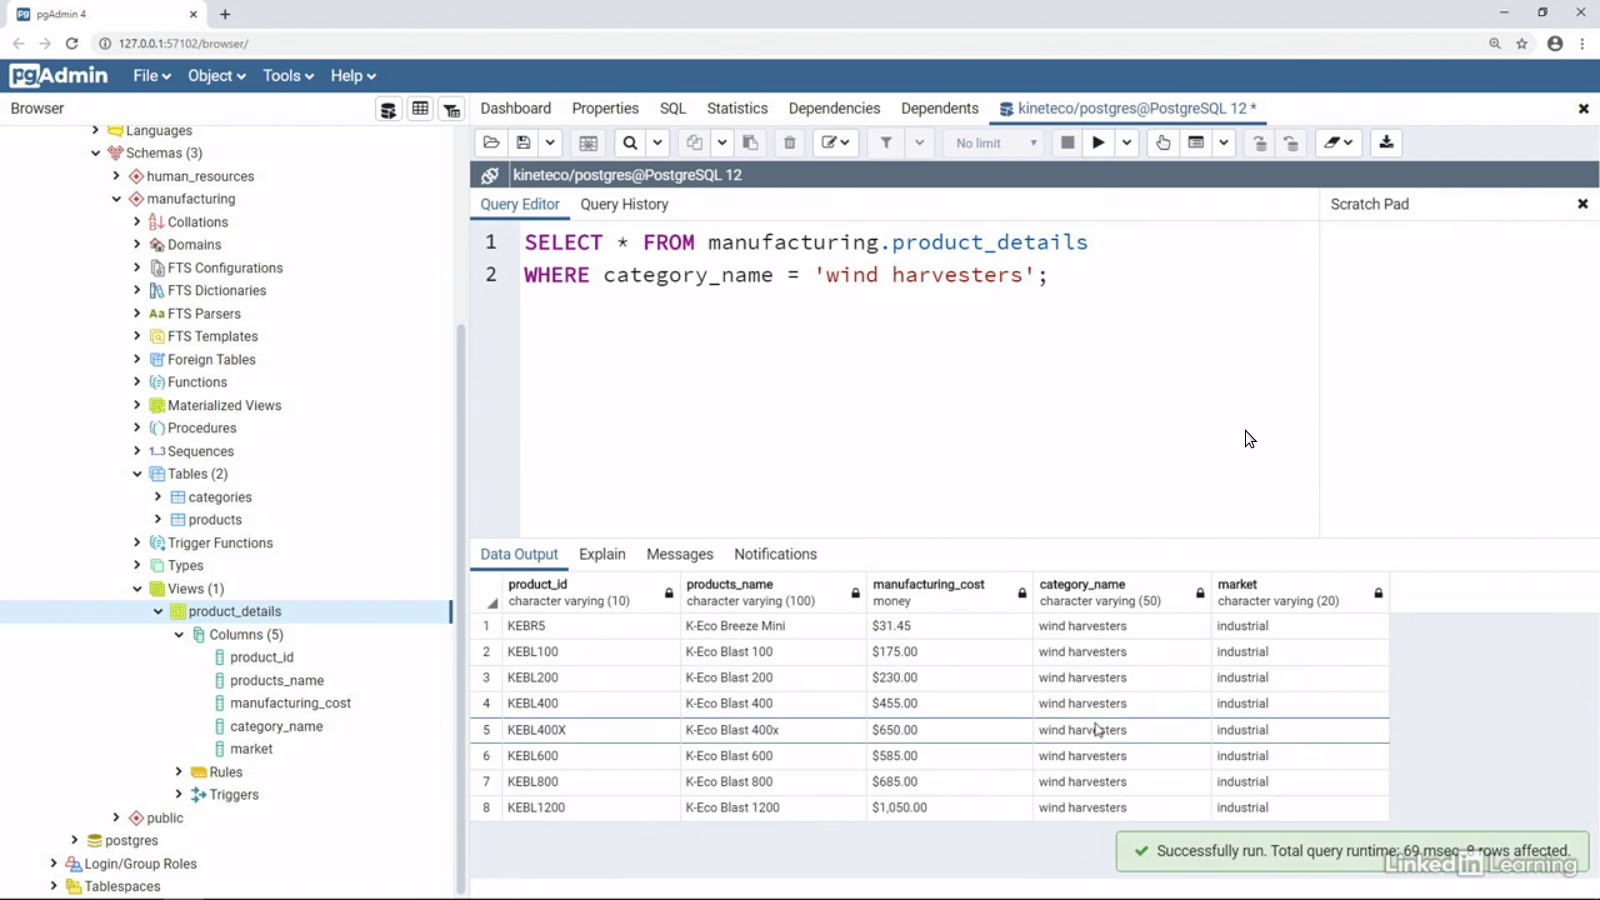 pgAdmin 4
127.0.0.1:57102/browser/
pgAdmin File Object Tools Help
Browser
Dashboard Properties SQL Statistics Dependencies Dependents kineteco/postgres@PostgreSQL 12 *
No limit
kineteco/postgres@PostgreSQL 12
Query Editor Query History
Scratch Pad
1 SELECT * FROM manufacturing.product_details
2 WHERE category_name = 'wind harvesters';
Languages
Schemas (3)
human_resources
manufacturing
Collations
Domains
FTS Configurations
FTS Dictionaries
Aa FTS Parsers
FTS Templates
Foreign Tables
Functions
Materialized Views
Procedures
1..3 Sequences
Tables (2)
categories
products
Trigger Functions
Types
Views (1)
product_details
Columns (5)
product_id
products_name
manufacturing_cost
category_name
market
Rules
Triggers
public
postgres
Login/Group Roles
Tablespaces
Data Output Explain Messages Notifications
product_id products_name manufacturing_cost category_name market
character varying (10) character varying (100) money character varying (50) character varying (20)
1 KEBR5 K-Eco Breeze Mini $31.45 wind harvesters industrial
2 KEBL100 K-Eco Blast 100 $175.00 wind harvesters industrial
3 KEBL200 K-Eco Blast 200 $230.00 wind harvesters industrial
4 KEBL400 K-Eco Blast 400 $455.00 wind harvesters industrial
5 KEBL400X K-Eco Blast 400x $650.00 wind harvesters industrial
6 KEBL600 K-Eco Blast 600 $585.00 wind harvesters industrial
7 KEBL800 K-Eco Blast 800 $685.00 wind harvesters industrial
8 KEBL1200 K-Eco Blast 1200 $1,050.00 wind harvesters industrial
Successfully run. Total query runtime: 69 msec. 8 rows affected.
Linked in Learning